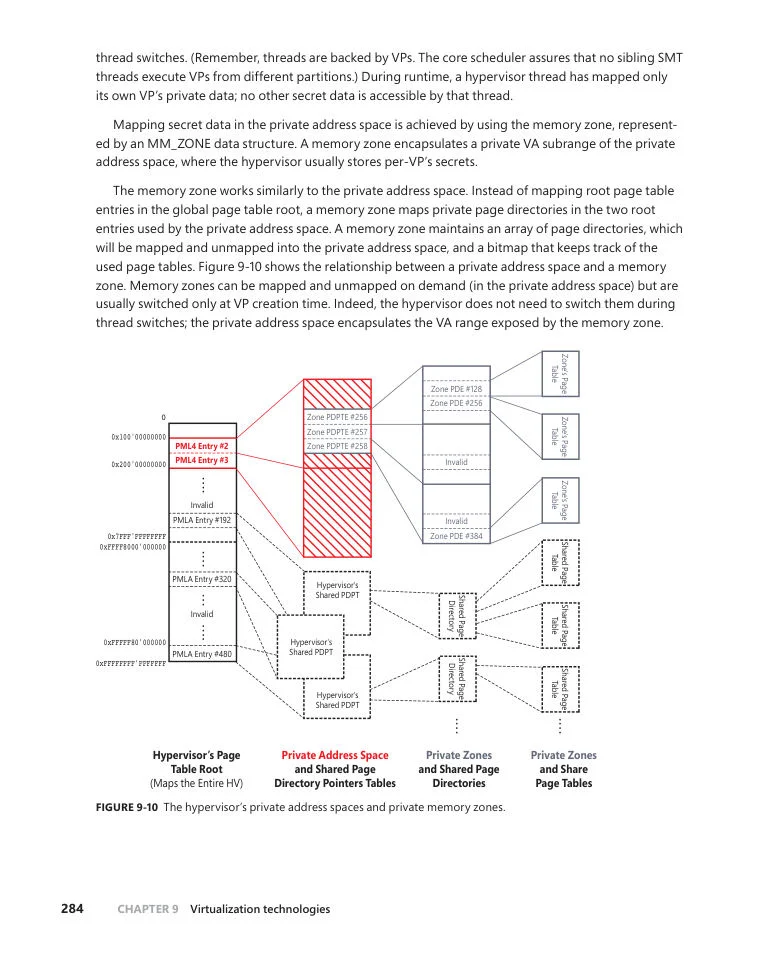 thread switches. (Remember, threads are backed by VPs. The core scheduler assures that no sibling SMT
threads execute VPs from different partitions.) During runtime, a hypervisor thread has mapped only
its own VP’s private data; no other secret data is accessible by that thread.
Mapping secret data in the private address space is achieved by using the memory zone, represent-
ed by an MM_ZONE data structure. A memory zone encapsulates a private VA subrange of the private
address space, where the hypervisor usually stores per-VP’s secrets.
The memory zone works similarly to the private address space. Instead of mapping root page table
entries in the global page table root, a memory zone maps private page directories in the two root
entries used by the private address space. A memory zone maintains an array of page directories, which
will be mapped and unmapped into the private address space, and a bitmap that keeps track of the
used page tables. Figure 9-10 shows the relationship between a private address space and a memory
zone. Memory zones can be mapped and unmapped on demand (in the private address space) but are
usually switched only at VP creation time. Indeed, the hypervisor does not need to switch them during
thread switches; the private address space encapsulates the VA range exposed by the memory zone.
0
0x100'00000000
0x200'00000000
0x7FFF'FFFFFFFF
0xFFFF8000'000000
0xFFFFF80'000000
0xFFFFFFFF'FFFFFFF
PML4 Entry #2
PML4 Entry #3
Invalid
PMLA Entry #192
PMLA Entry #320
Invalid
PMLA Entry #480
Zone PDPTE #256
Zone PDPTE #257
Zone PDPTE #258
Hypervisor’s
Shared PDPT
Hypervisor’s
Shared PDPT
Hypervisor’s
Shared PDPT
Zone PDE #128
Zone PDE #256
Invalid
Invalid
Zone PDE #384
Shared Page
Directory
Shared Page
Directory
Zone’s Page
Table
Zone’s Page
Table
Zone’s Page
Table
Shared Page
Table
Shared Page
Table
Shared Page
Table
Hypervisor’s Page
Table Root
(Maps the Entire HV)
Private Address Space
and Shared Page
Directory Pointers Tables
Private Zones
and Shared Page
Directories
Private Zones
and Share
Page Tables
FIGURE 9-10 The hypervisor’s private address spaces and private memory zones.
284 CHAPTER 9 Virtualization technologies